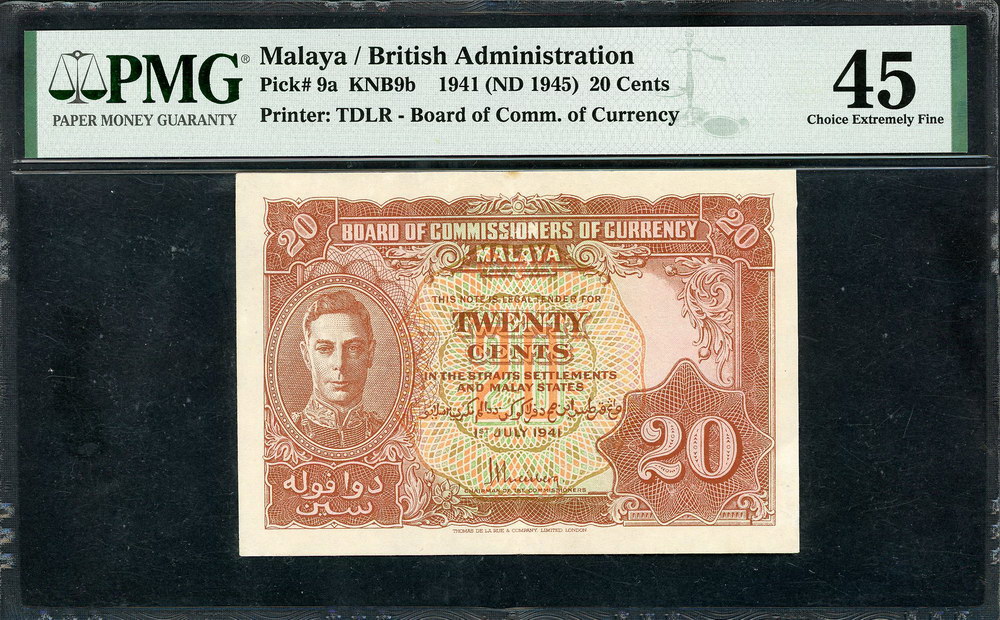 PMG®
PAPER MONEY GUARANTY
Malaya / British Administration
Pick# 9a KNB9b 1941 (ND 1945) 20 Cents
Printer: TDLR - Board of Comm. of Currency
45
Choice Extremely Fine
20
BOARD OF COMMISSIONERS OF CURRENCY
20
MALAYA
THIS NOTE IS LEGAL TENDER FOR
TWENTY
CENTS
20
IN THE STRAITS SETTLEMENTS
AND MALAY STATES
1ST JULY 1941
20
CHAIRMAN OF THE COMMISSIONERS
دوا ڤوله
سين
THOMAS DE LA RUE & COMPANY, LIMITED, LONDON